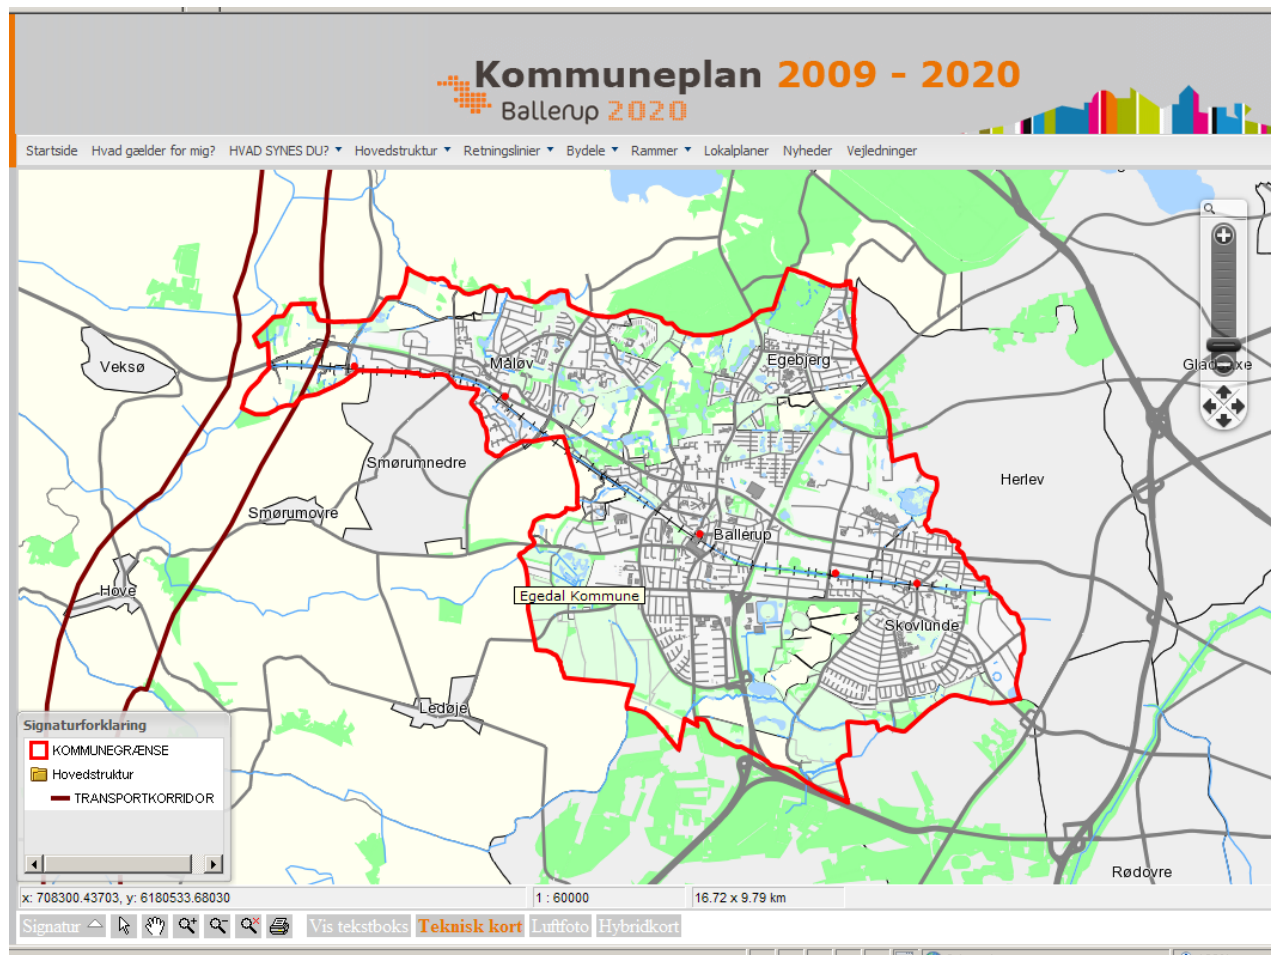 Kommuneplan 2009 - 2020
Ballerup 2020
Startside Hvad gælder for mig? HVAD SYNES DU? Hovedstruktur Retningslinier Bydele Rammer Lokalplaner Nyheder Vejledninger
Veksø
Måløv
Egebjerg
Smørumnedre
Herlev
Smørumovre
Ballerup
Hove
Egedal Kommune
Skovlunde
Ledøje
Rødovre
Signaturforklaring
KOMMUNEGRÆNSE
Hovedstruktur
TRANSPORTKORRIDOR
x: 708300.43703, y: 6180533.68030 1 : 60000 16.72 x 9.79 km
Signatur Vis tekstboks Teknisk kort Luftfoto Hybridkort